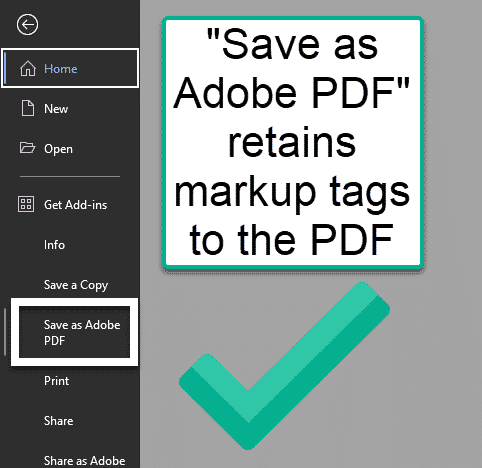 Home
New
Open
Get Add-ins
Info
Save a Copy
Save as Adobe
PDF
Print
Share
Share as Adobe
"Save as
Adobe PDF"
retains
markup tags
to the PDF